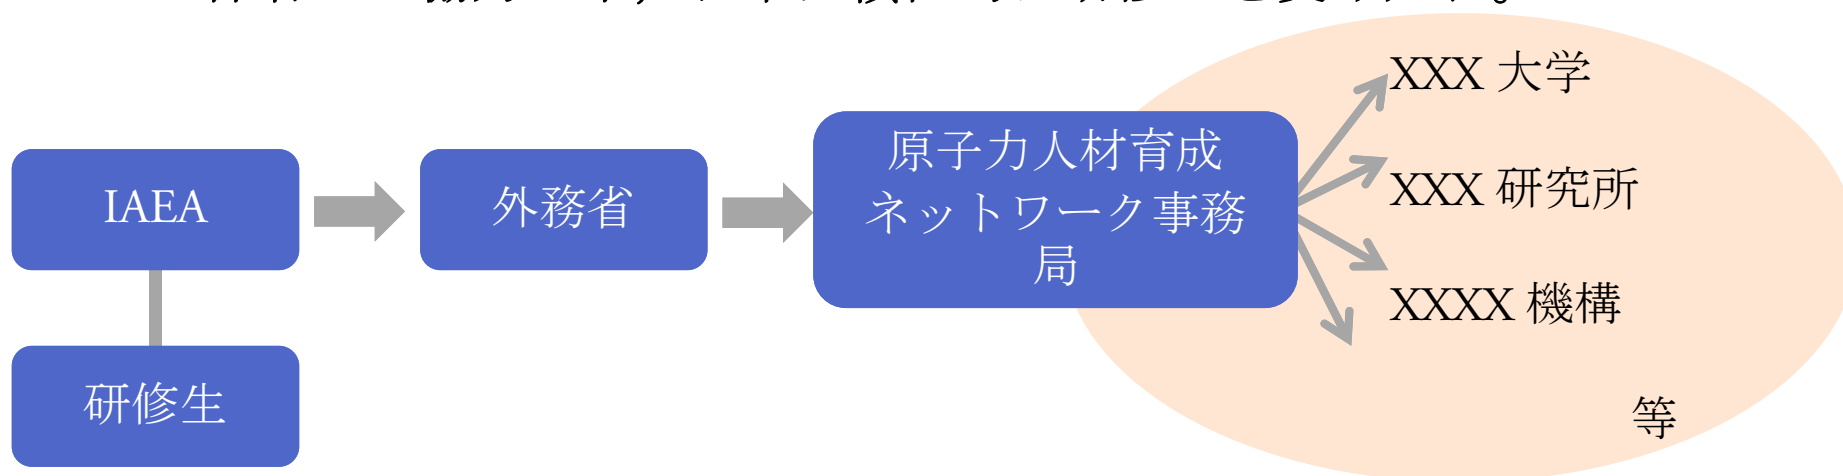 IAEA
外務省
原子力人材育成
ネットワーク事務
局
研修生
XXX 大学
XXX 研究所
XXXX 機構
等